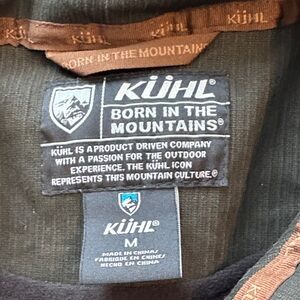 KÜHL
KÜHL
BORN IN THE MOUNTAINS
KÜHL®
BORN IN THE
MOUNTAINS®
KÜHL IS A PRODUCT DRIVEN COMPANY
WITH A PASSION FOR THE OUTDOOR
EXPERIENCE. THE KÜHL ICON
REPRESENTS THIS MOUNTAIN CULTURE®
KÜHL®
M
MADE IN CHINA/
FABRIQUÉ EN CHINE/
HECHO EN CHINA